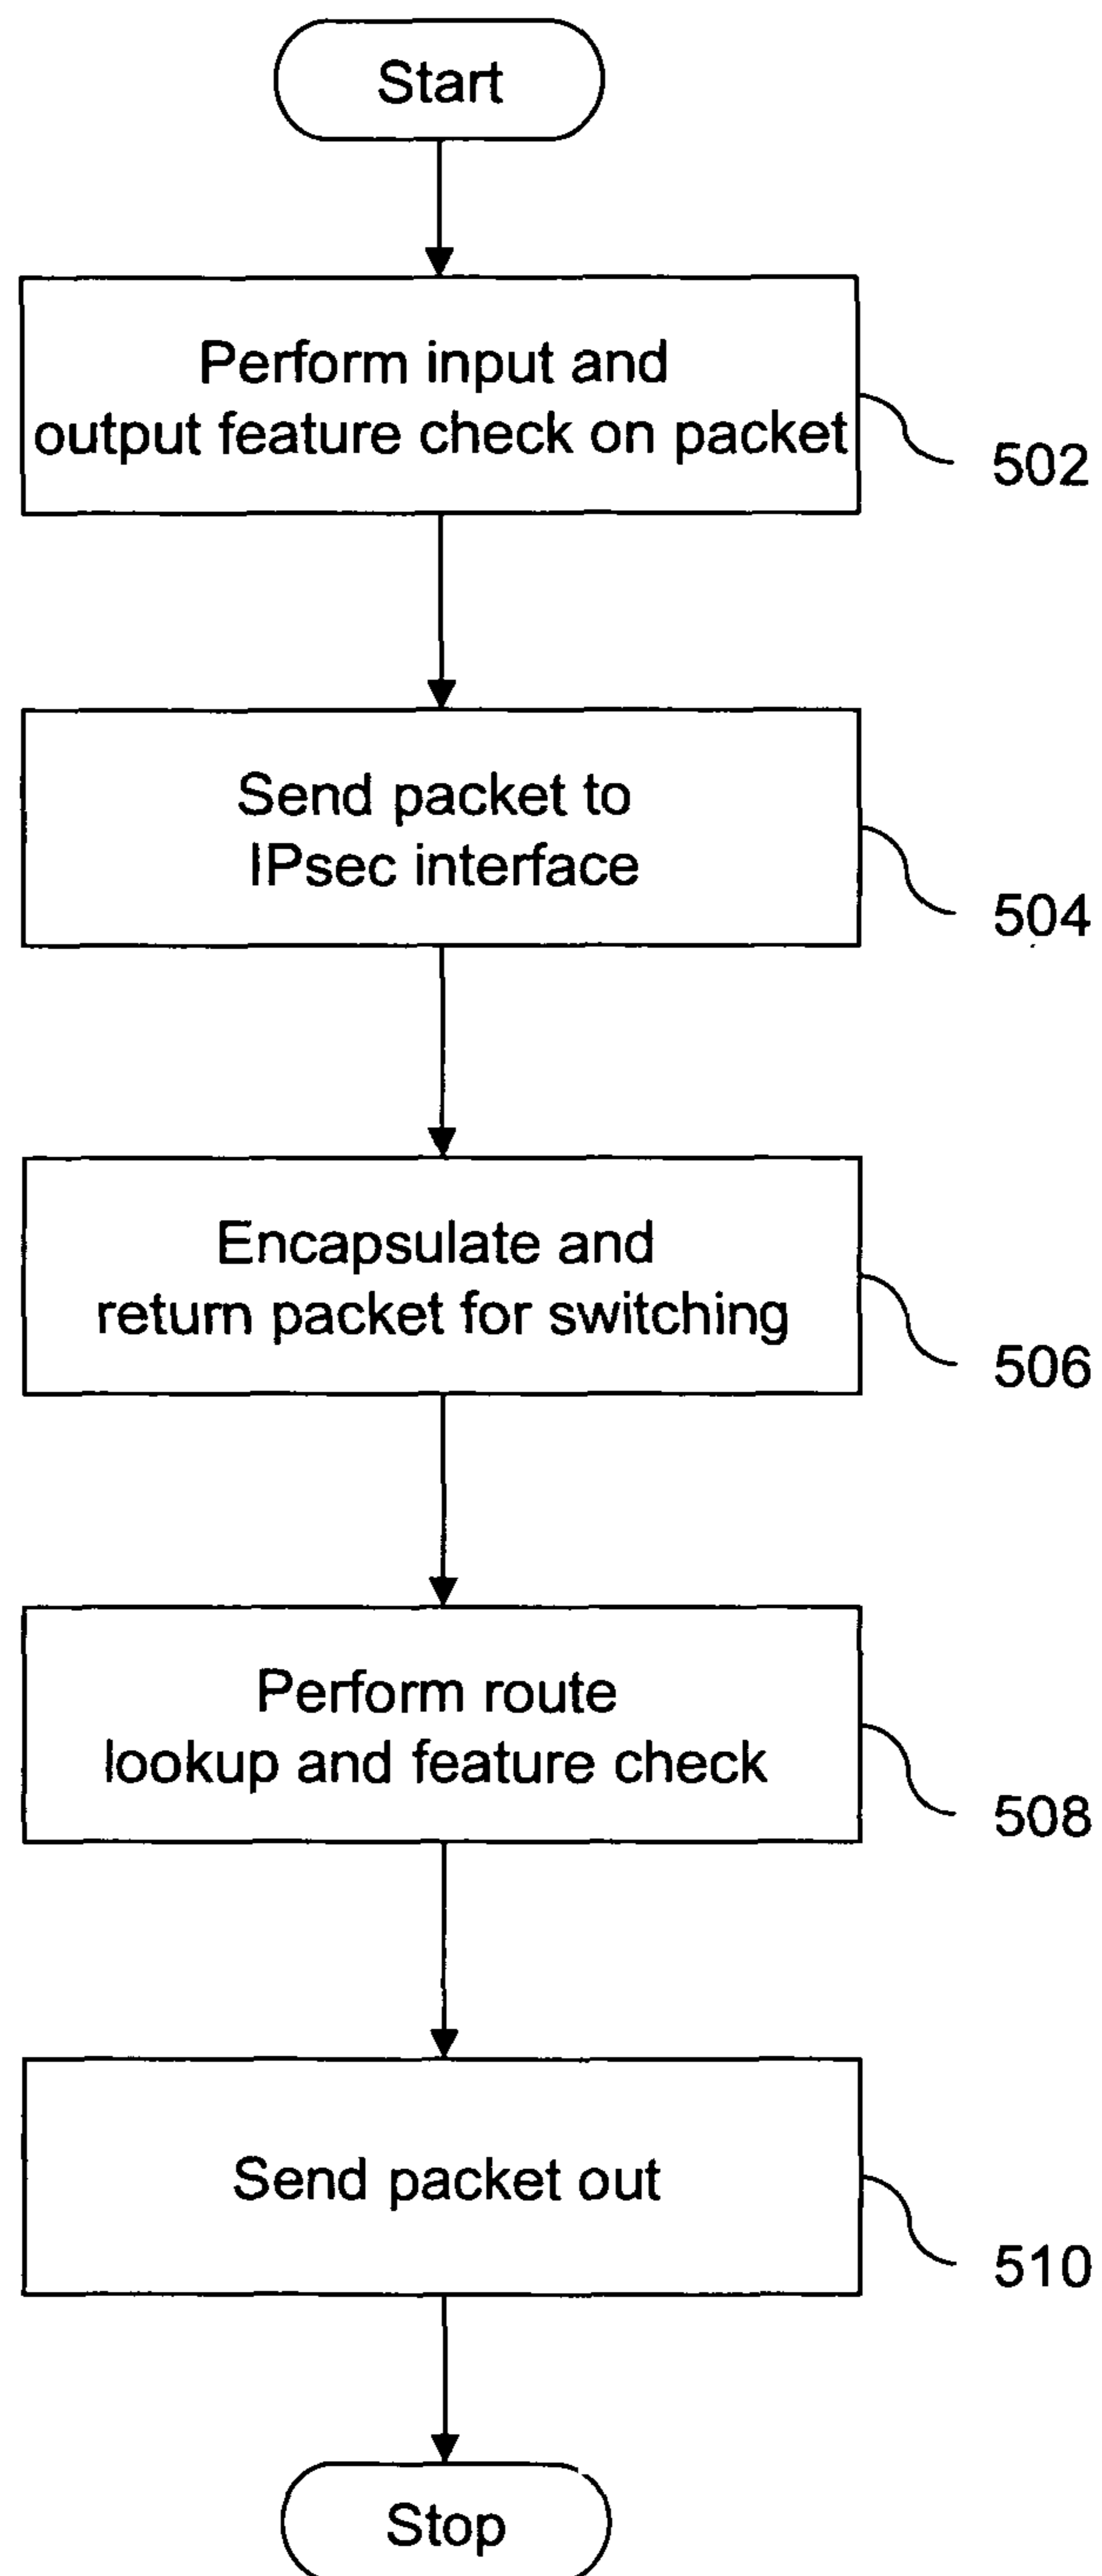 Start
Perform input and
output feature check on packet
502
Send packet to
IPsec interface
504
Encapsulate and
return packet for switching
506
Perform route
lookup and feature check
508
Send packet out
510
Stop